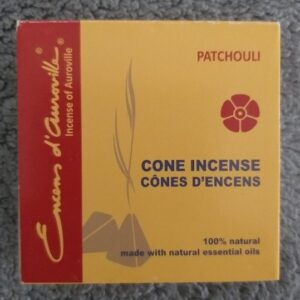 Encens d'Auroville®
Incense of Auroville®
PATCHOULI
CONE INCENSE
CÔNES D'ENCENS
100% natural
made with natural essential oils